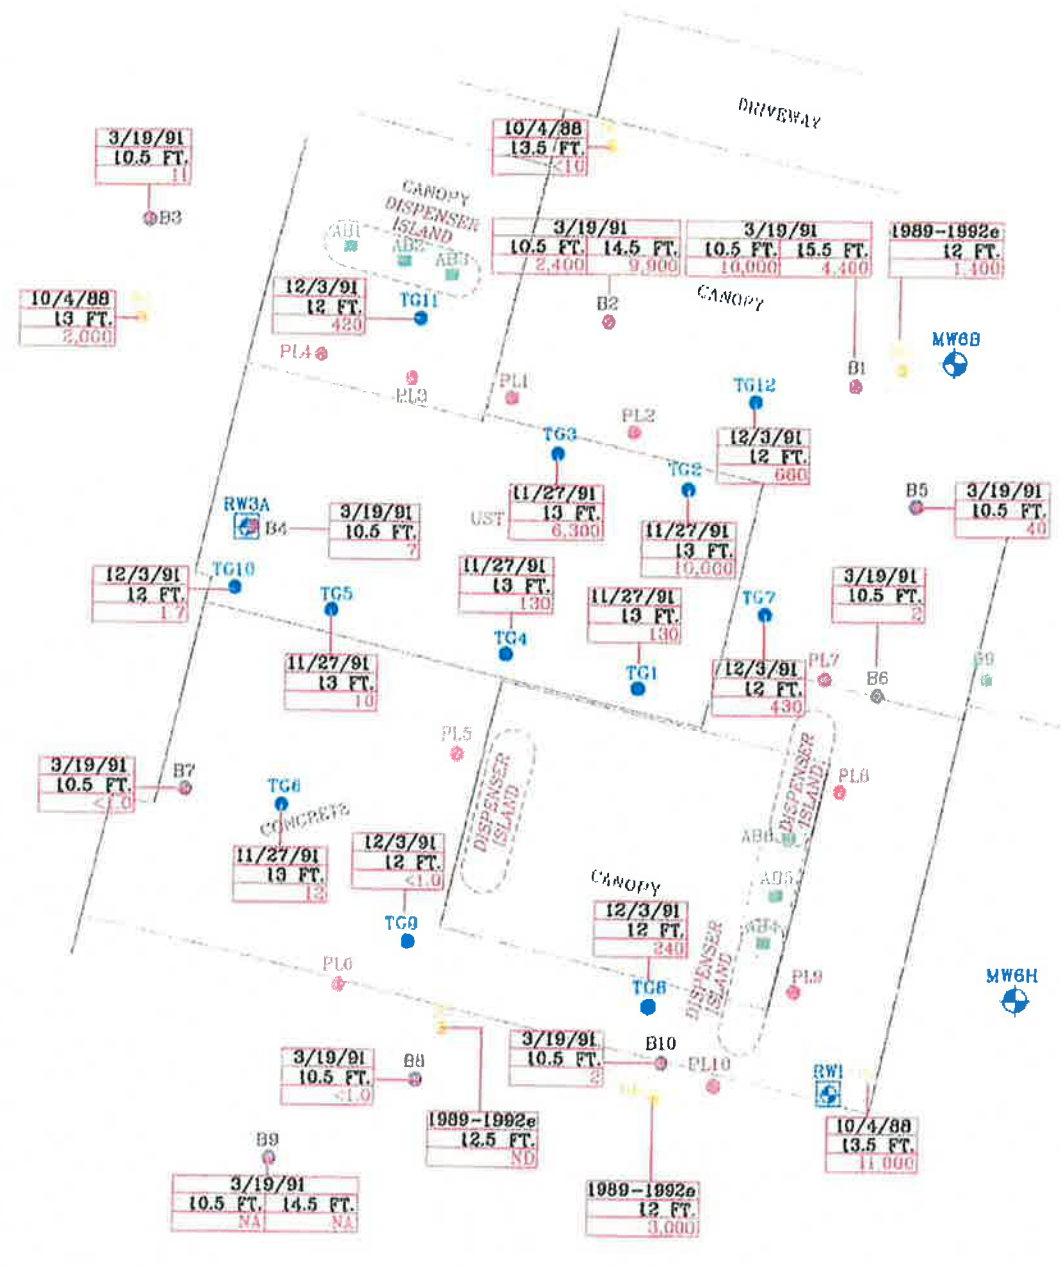 DRIVEWAY
10/4/88
13.5 FT.
<10
3/19/91
10.5 FT.
11
B3
CANOPY
DISPENSER
ISLAND
AB1
AB2
AB3
3/19/91
10.5 FT. 14.5 FT.
2,400 9,900
B2
3/19/91
10.5 FT. 15.5 FT.
10,000 4,400
B1
1989-1992e
12 FT.
1,400
CANOPY
MW6B
10/4/88
13 FT.
2,000
12/3/91
12 FT.
420
TG11
PL4
PL3
PL1
PL2
TG12
12/3/91
12 FT.
680
TG3
11/27/91
13 FT.
6,300
UST
TG2
11/27/91
13 FT.
10,000
B5
3/19/91
10.5 FT.
40
RW3A
B4
3/19/91
10.5 FT.
7
12/3/91
12 FT.
1.7
TG10
TG5
11/27/91
13 FT.
10
11/27/91
13 FT.
130
TG4
11/27/91
13 FT.
130
TG1
TG7
12/3/91
12 FT.
430
3/19/91
10.5 FT.
2
B6
PL7
3/19/91
10.5 FT.
<1.0
B7
TG6
CONCRETE
11/27/91
13 FT.
12
PL5
DISPENSER
ISLAND
DISPENSER
ISLAND
PL8
AB6
AB5
AB4
12/3/91
12 FT.
<1.0
TG9
CANOPY
12/3/91
12 FT.
240
TG8
DISPENSER
ISLAND
PL6
PL9
MW6H
3/19/91
10.5 FT.
<1.0
B8
3/19/91
10.5 FT.
2
B10
PL10
RW1
1989-1992e
12.5 FT.
ND
10/4/88
13.5 FT.
11,000
B9
3/19/91
10.5 FT. 14.5 FT.
NA NA
1989-1992e
12 FT.
3,000